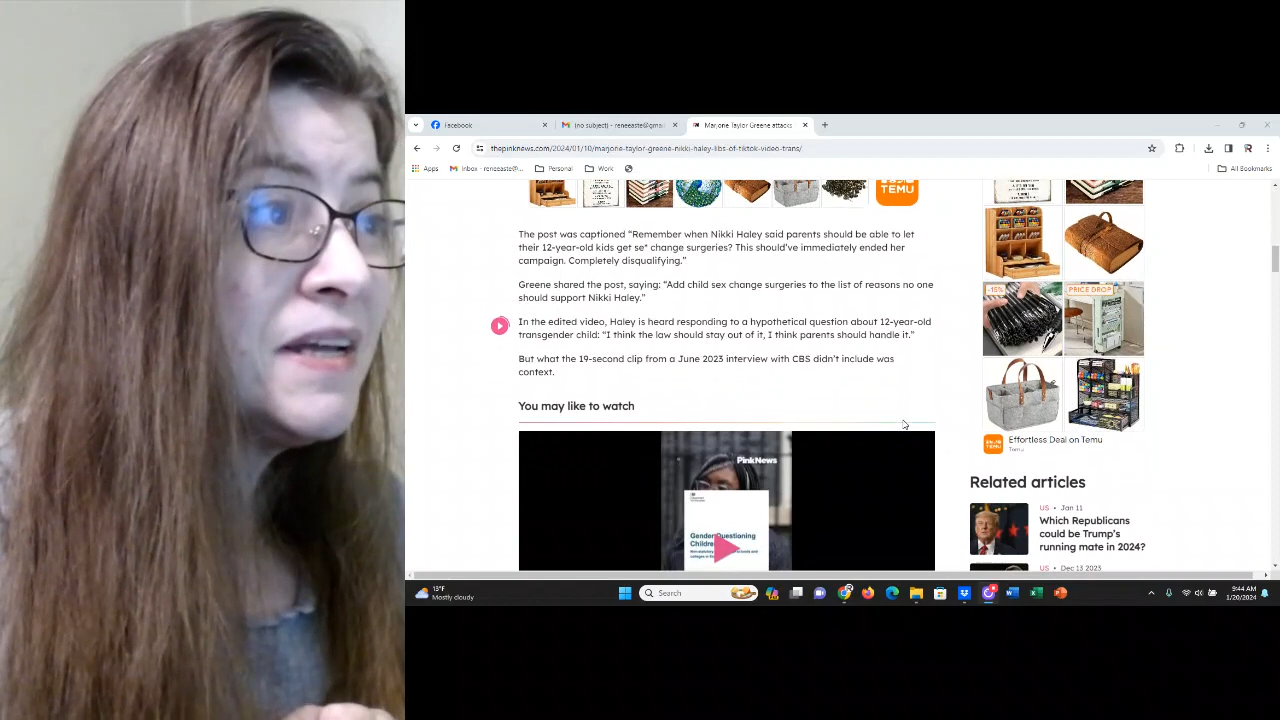 Facebook
(no subject) - reneeaste@gmai
Marjorie Taylor Greene attacks
thepinknews.com/2024/01/10/marjorie-taylor-greene-nikki-haley-libs-of-tiktok-video-trans/
Apps
Inbox - reneeaste@...
Personal
Work
All Bookmarks
TEMU
The post was captioned “Remember when Nikki Haley said parents should be able to let
their 12-year-old kids get se* change surgeries? This should’ve immediately ended her
campaign. Completely disqualifying.”
Greene shared the post, saying: “Add child sex change surgeries to the list of reasons no one
should support Nikki Haley.”
In the edited video, Haley is heard responding to a hypothetical question about 12-year-old
transgender child: “I think the law should stay out of it, I think parents should handle it.”
But what the 19-second clip from a June 2023 interview with CBS didn’t include was
context.
You may like to watch
PinkNews
Gender Questioning
Children
-15%
PRICE DROP
TEMU
Effortless Deal on Temu
Temu
Related articles
US • Jan 11
Which Republicans
could be Trump’s
running mate in 2024?
US • Dec 13 2023
13°F
Mostly cloudy
Search
9:44 AM
1/20/2024